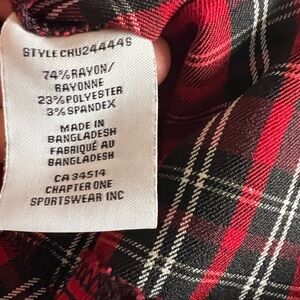 STYLE CHU24444S
74%RAYON/
RAYONNE
23%POLYESTER
3%SPANDEX
MADE IN
BANGLADESH
FABRIQUÉ AU
BANGLADESH
CA 34514
CHAPTER ONE
SPORTSWEAR INC